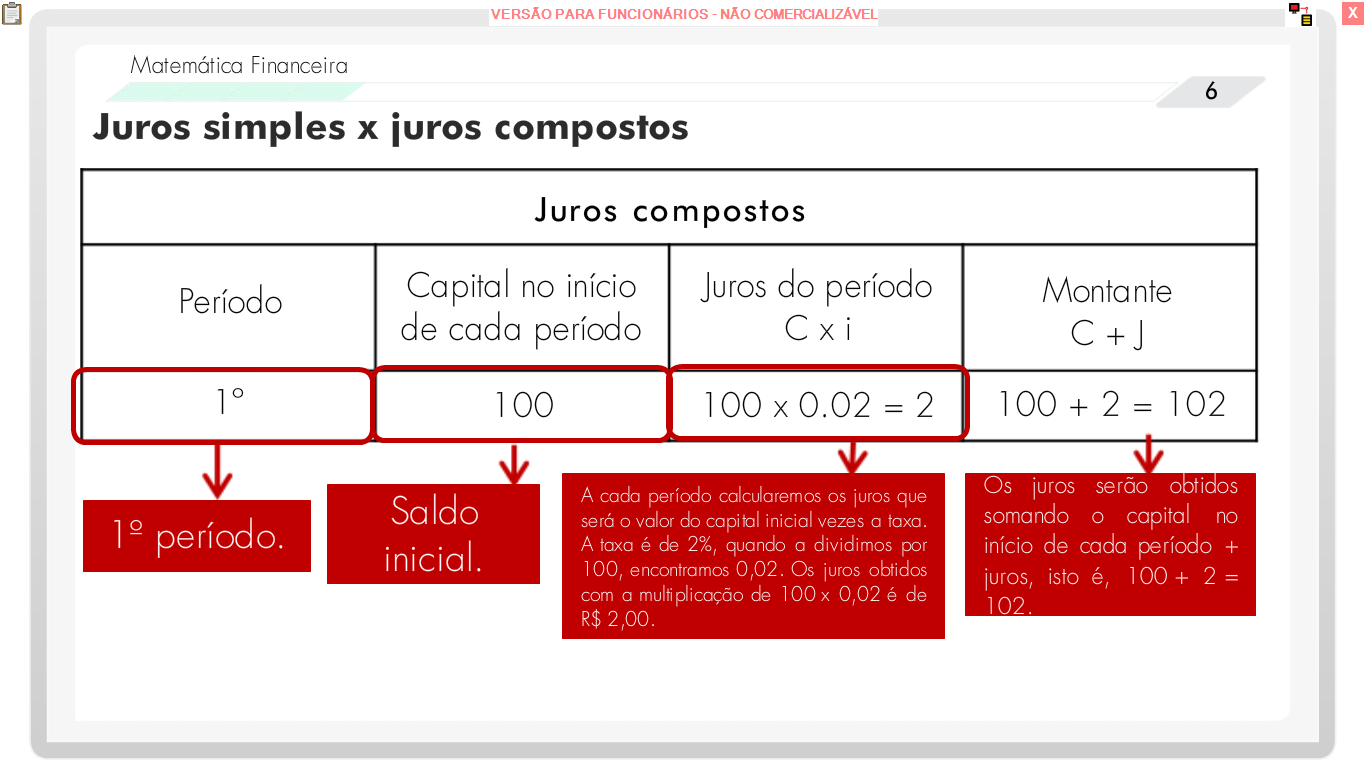 VERSÃO PARA FUNCIONÁRIOS - NÃO COMERCIALIZÁVEL
X
Matemática Financeira
6
Juros simples x juros compostos
Juros compostos
Período
Capital no início
de cada período
Juros do período
C x i
Montante
C + J
1º
100
100 x 0.02 = 2
100 + 2 = 102
1º período.
Saldo
inicial.
A cada período calcularemos os juros que
será o valor do capital inicial vezes a taxa.
A taxa é de 2%, quando a dividimos por
100, encontramos 0,02. Os juros obtidos
com a multiplicação de 100 x 0,02 é de
R$ 2,00.
Os juros serão obtidos
somando o capital no
início de cada período +
juros, isto é, 100 + 2 =
102.